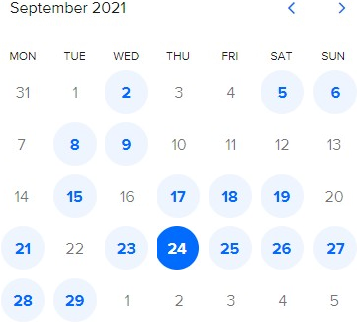 September 2021
MON TUE WED THU FRI SAT SUN
31 1 2 3 4 5 6
7 8 9 10 11 12 13
14 15 16 17 18 19 20
21 22 23 24 25 26 27
28 29 1 2 3 4 5